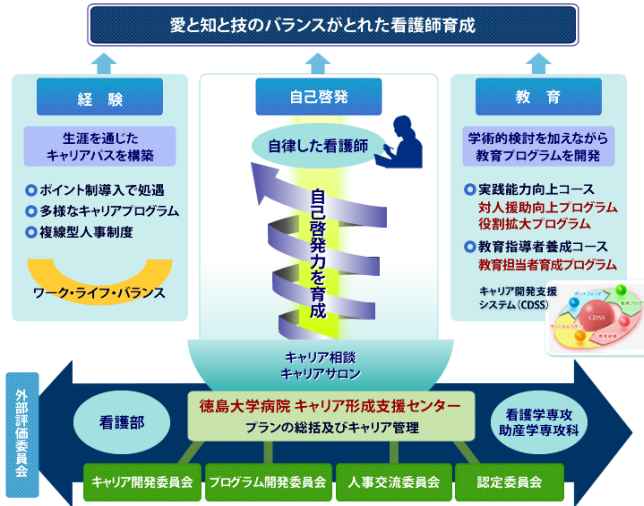 愛と知と技のバランスがとれた看護師育成
経 験
生涯を通じた
キャリアパスを構築
ポイント制導入で処遇
多様なキャリアプログラム
複線型人事制度
ワーク・ライフ・バランス
自己啓発
自律した看護師
自己啓発力を育成
キャリア相談
キャリアサロン
教 育
学術的検討を加えながら
教育プログラムを開発
実践能力向上コース
対人援助向上プログラム
役割拡大プログラム
教育指導者養成コース
教育担当者育成プログラム
キャリア開発支援
システム(CDSS)
ポートフォリオ
CDSS
外部評価委員会
看護部
徳島大学病院 キャリア形成支援センター
プランの総括及びキャリア管理
看護学専攻
助産学専攻科
キャリア開発委員会
プログラム開発委員会
人事交流委員会
認定委員会